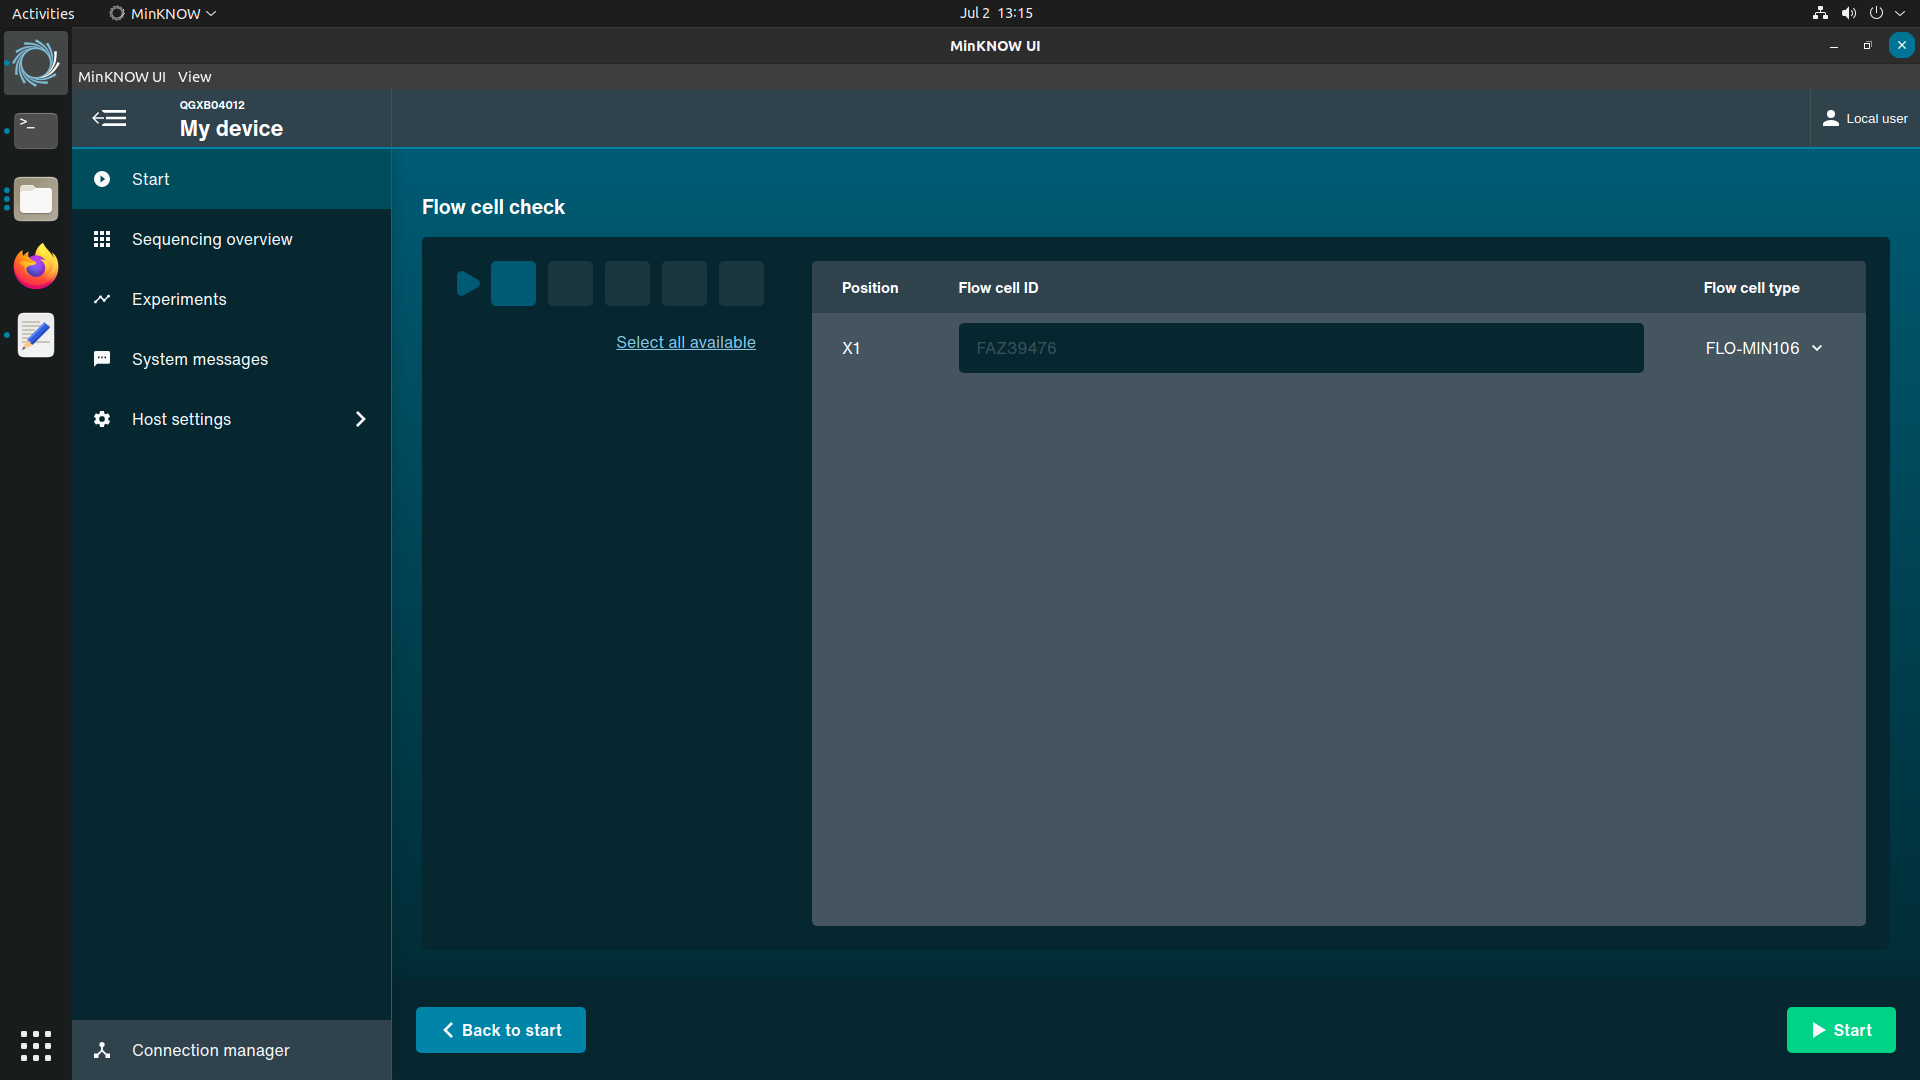 Activities MinKNOW Jul 2 13:15
MinKNOW UI
MinKNOW UI View
QGXB04012
My device
Local user
Start
Sequencing overview
Experiments
System messages
Host settings
Connection manager
Flow cell check
Select all available
Position Flow cell ID Flow cell type
X1 FAZ39476 FLO-MIN106
Back to start
Start